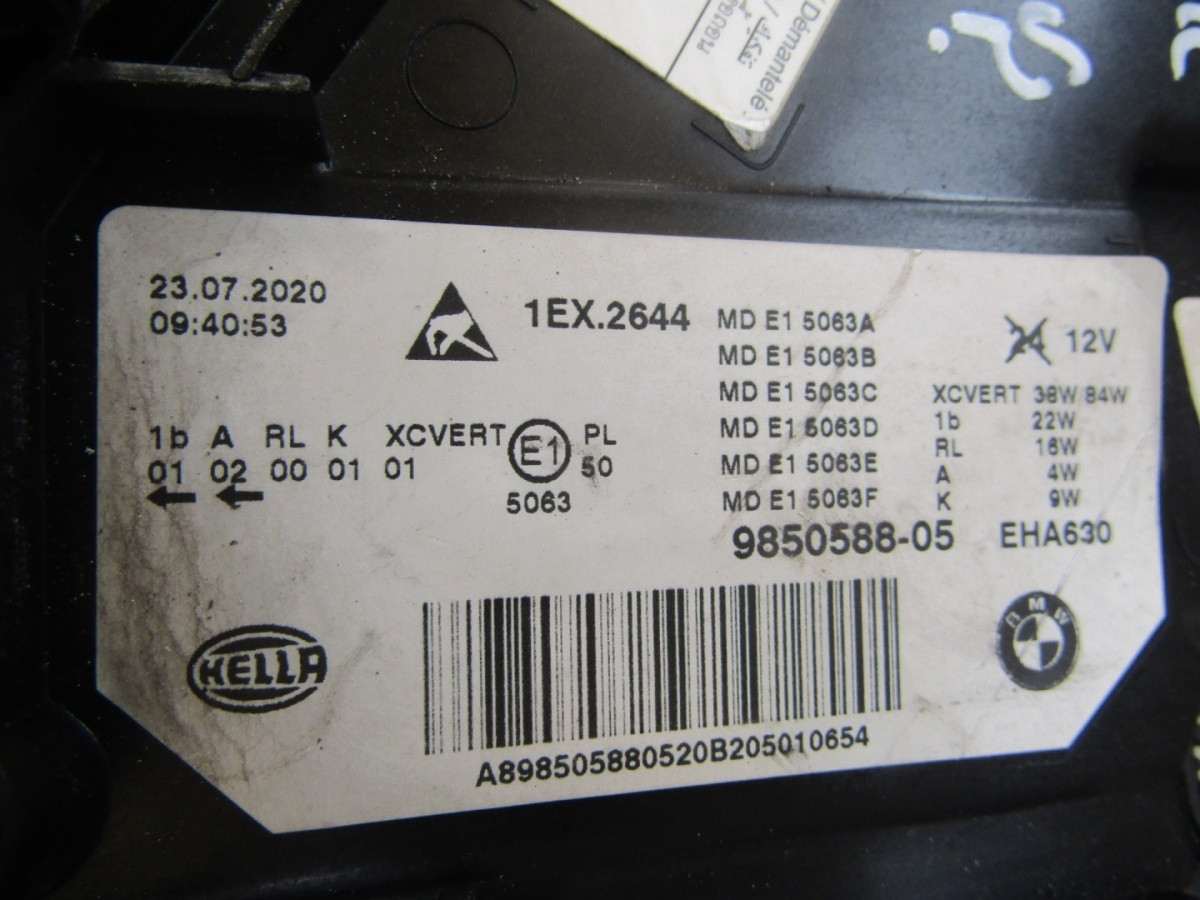 Démantelé
23.07.2020
09:40:53
1EX.2644
MD E1 5063A
MD E1 5063B
MD E1 5063C
MD E1 5063D
MD E1 5063E
MD E1 5063F
24 12V
XCVERT 38W/84W
1b 22W
RL 16W
A 4W
K 9W
1b A RL K XCVERT E1 PL
01 02 00 01 01 50
5063
9850588-05 EHA630
HELLA
BMW
A898505880520B205010654